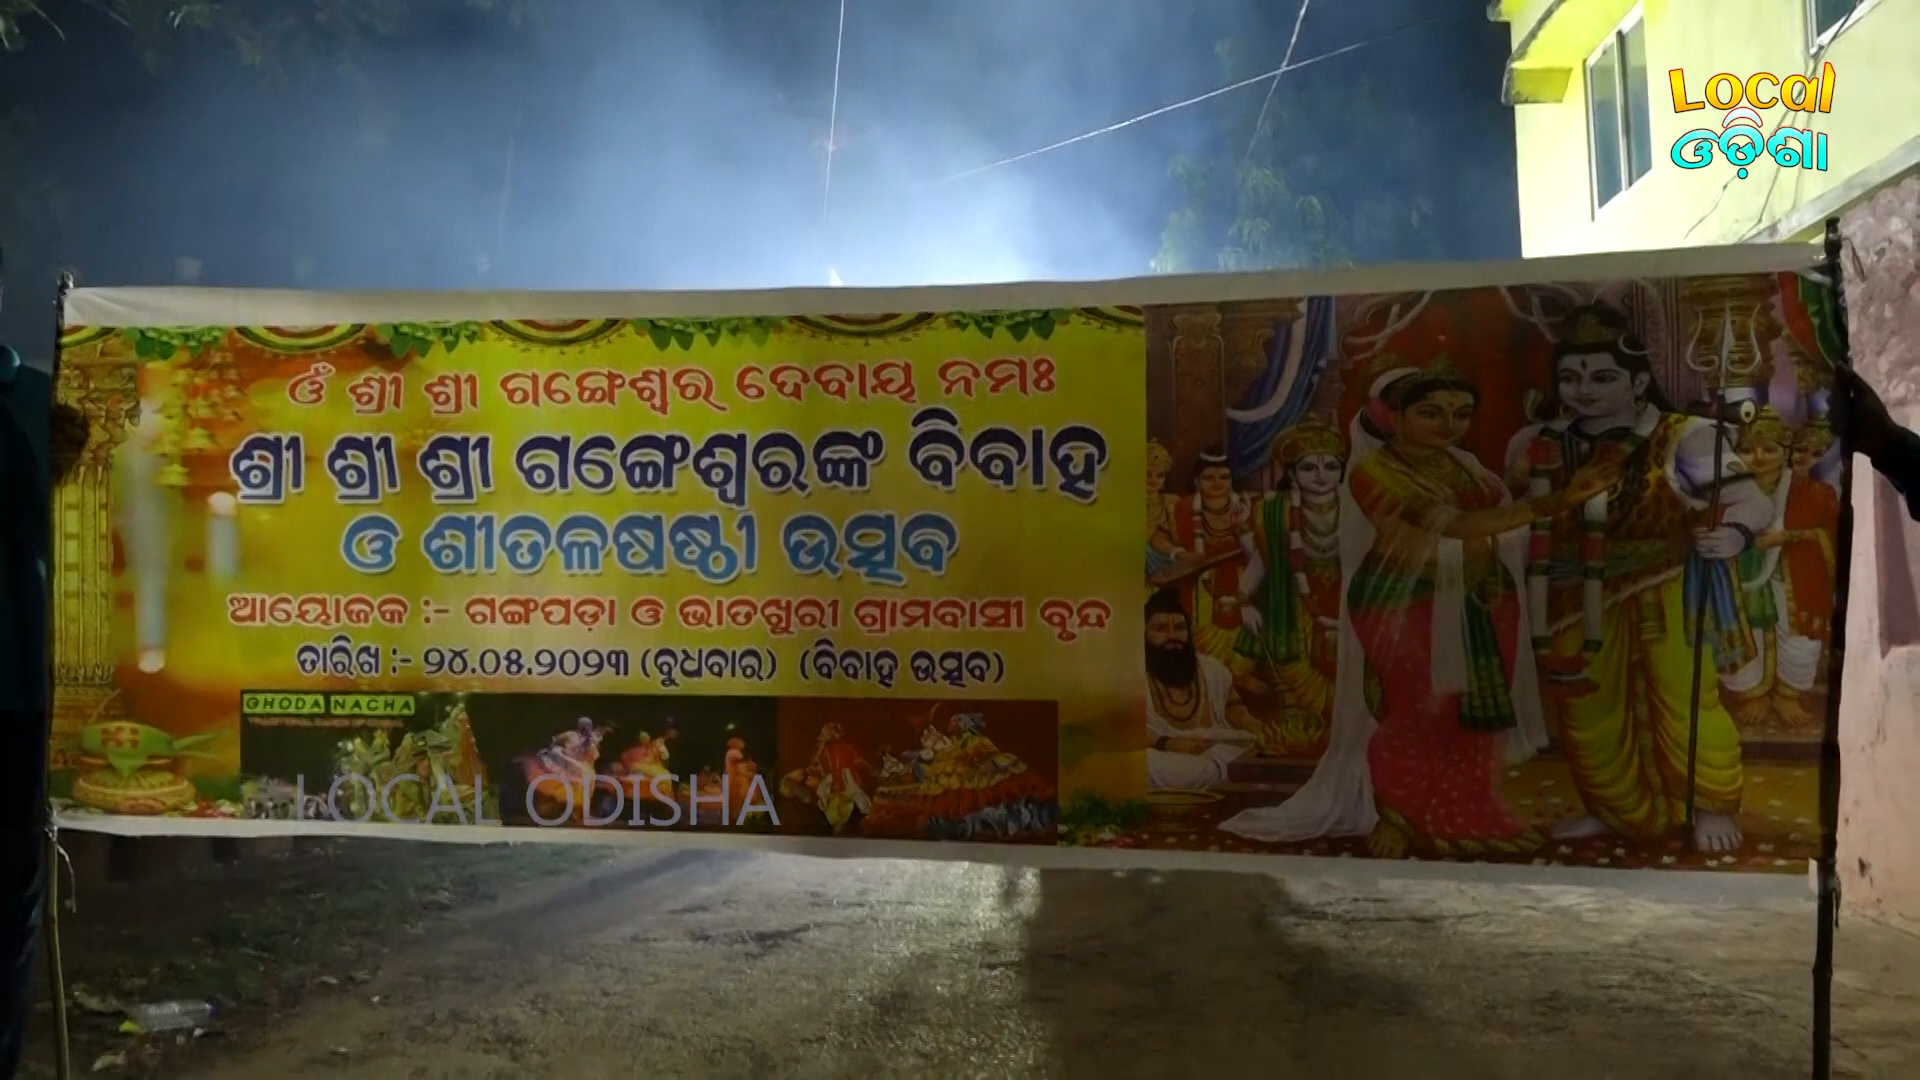 Local
ଓଡ଼ିଶା
ଓଁ ଶ୍ରୀ ଶ୍ରୀ ଗଙ୍ଗେଶ୍ୱର ଦେବାୟ ନମଃ
ଶ୍ରୀ ଶ୍ରୀ ଶ୍ରୀ ଗଙ୍ଗେଶ୍ୱରଙ୍କ ବିବାହ
ଓ ଶୀତଳଷଷ୍ଠୀ ଉତ୍ସବ
ଆୟୋଜକ :- ଗଙ୍ଗପଡ଼ା ଓ ଭାତଖୁରୀ ଗ୍ରାମବାସୀ ବୃନ୍ଦ
ତାରିଖ :- ୨୪.୦୫.୨୦୨୩ (ବୁଧବାର) (ବିବାହ ଉତ୍ସବ)
GHODA NACHA
LOCAL ODISHA